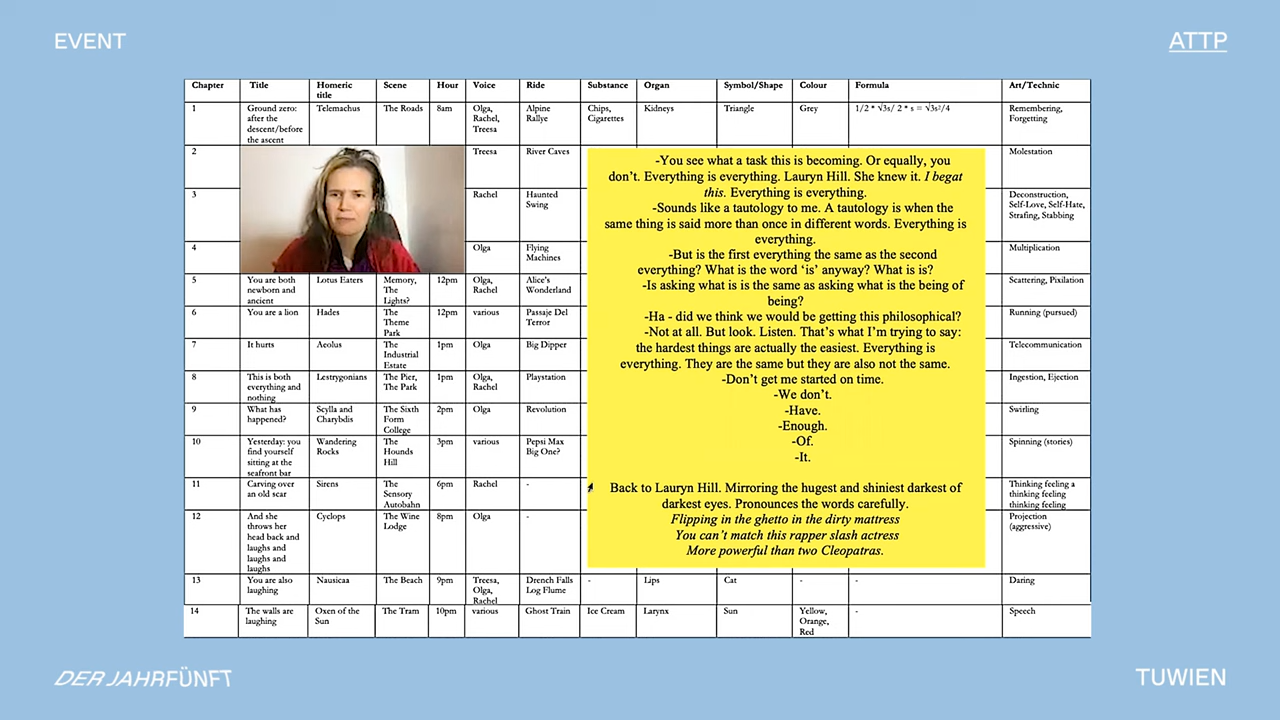 EVENT
ATTP
Chapter Title Homeric title Scene Hour Voice Ride Substance Organ Symbol/Shape Colour Formula Art/Technic
1 Ground zero: after the descent/before the ascent Telemachus The Roads 8am Olga, Rachel, Treesa Alpine Rallye Chips, Cigarettes Kidneys Triangle Grey 1/2 * √3s/ 2 * s = √3s²/4 Remembering, Forgetting
2 Treesa River Caves Molestation
3 Rachel Haunted Swing Deconstruction, Self-Love, Self-Hate, Strafing, Stabbing
4 Olga Flying Machines Multiplication
5 You are both newborn and ancient Lotus Eaters Memory, The Lights? 12pm Olga, Rachel Alice's Wonderland Scattering, Pixilation
6 You are a lion Hades The Theme Park 12pm various Passaje Del Terror Running (pursued)
7 It hurts Aeolus The Industrial Estate 1pm Olga Big Dipper Telecommunication
8 This is both everything and nothing Lestrygonians The Pier, The Park 1pm Olga, Rachel Playstation Ingestion, Ejection
9 What has happened? Scylla and Charybdis The Sixth Form College 2pm Olga Revolution Swirling
10 Yesterday: you find yourself sitting at the seafront bar Wandering Rocks The Hounds Hill 3pm various Pepsi Max Big One? Spinning (stories)
11 Carving over an old scar Sirens The Sensory Autobahn 6pm Rachel - Thinking feeling a thinking feeling thinking feeling
12 And she throws her head back and laughs and laughs and laughs Cyclops The Wine Lodge 8pm Olga - Projection (aggressive)
13 You are also laughing Nausicaa The Beach 9pm Treesa, Olga, Rachel Drench Falls Log Flume - Lips Cat - - Daring
14 The walls are laughing Oxen of the Sun The Tram 10pm various Ghost Train Ice Cream Larynx Sun Yellow, Orange, Red - Speech
-You see what a task this is becoming. Or equally, you
don't. Everything is everything. Lauryn Hill. She knew it. I begat
this. Everything is everything.
-Sounds like a tautology to me. A tautology is when the
same thing is said more than once in different words. Everything is
everything.
-But is the first everything the same as the second
everything? What is the word 'is' anyway? What is is?
-Is asking what is is the same as asking what is the being of
being?
-Ha - did we think we would be getting this philosophical?
-Not at all. But look. Listen. That's what I'm trying to say:
the hardest things are actually the easiest. Everything is
everything. They are the same but they are also not the same.
-Don't get me started on time.
-We don't.
-Have.
-Enough.
-Of.
-It.
Back to Lauryn Hill. Mirroring the hugest and shiniest darkest of
darkest eyes. Pronounces the words carefully.
Flipping in the ghetto in the dirty mattress
You can't match this rapper slash actress
More powerful than two Cleopatras.
DER JAHRFÜNFT
TUWIEN